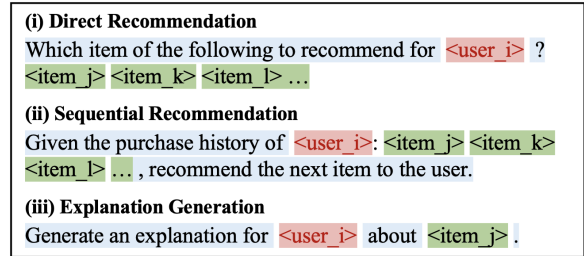 (i) Direct Recommendation
Which item of the following to recommend for <user_i> ?
<item_j> <item_k> <item_l> …
(ii) Sequential Recommendation
Given the purchase history of <user_i>: <item_j> <item_k>
<item_l> … , recommend the next item to the user.
(iii) Explanation Generation
Generate an explanation for <user_i> about <item_j> .